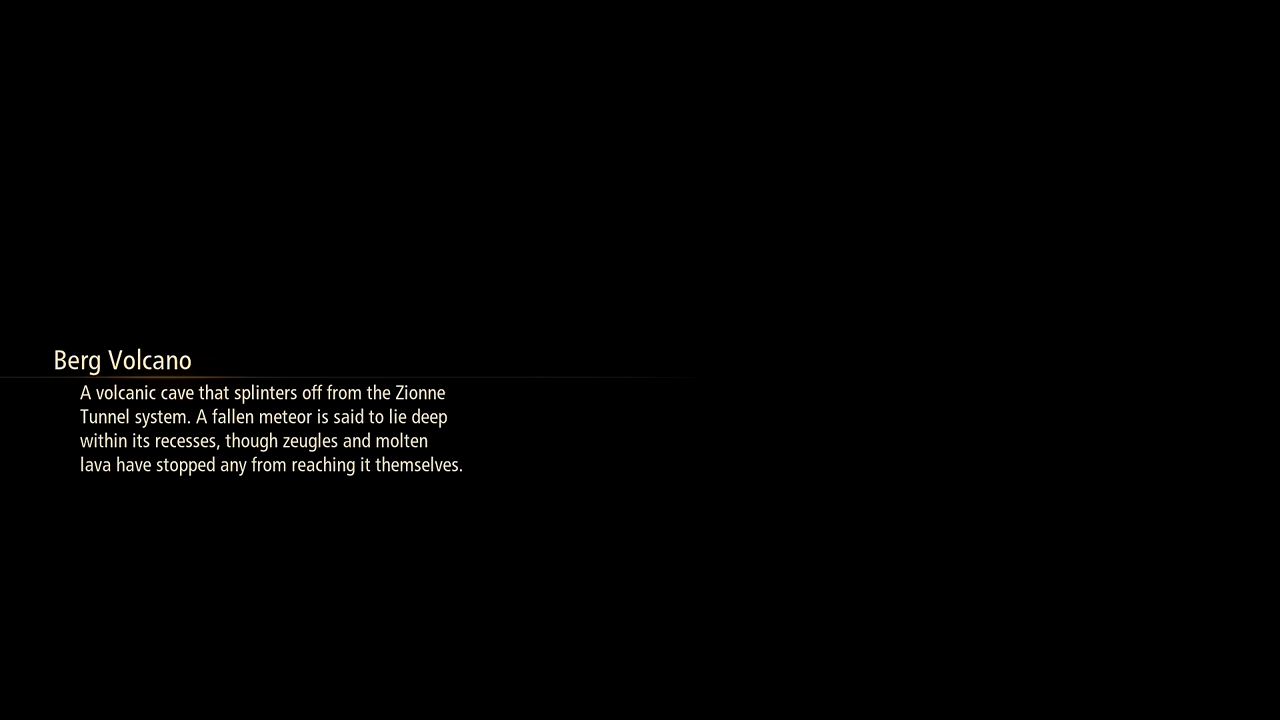 Berg Volcano
A volcanic cave that splinters off from the Zionne
Tunnel system. A fallen meteor is said to lie deep
within its recesses, though zeugles and molten
lava have stopped any from reaching it themselves.